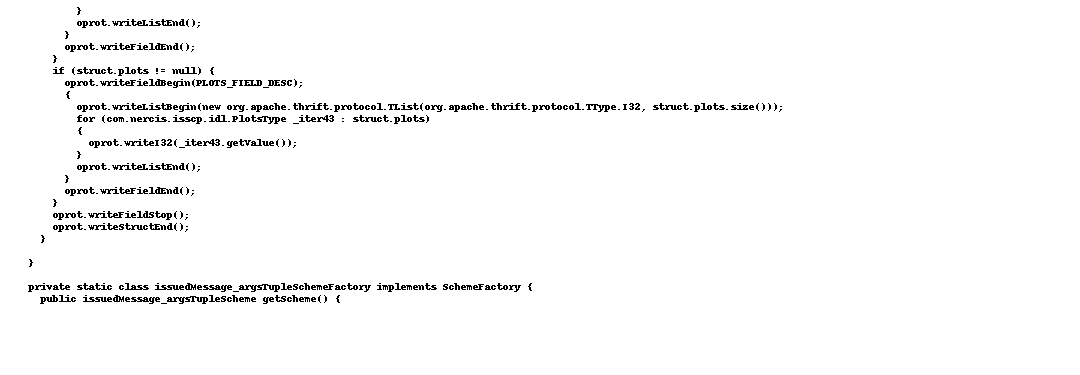 }
        oprot.writeListEnd();
      }
      oprot.writeFieldEnd();
    }
    if (struct.plots != null) {
      oprot.writeFieldBegin(PLOTS_FIELD_DESC);
      {
        oprot.writeListBegin(new org.apache.thrift.protocol.TList(org.apache.thrift.protocol.TType.I32, struct.plots.size()));
        for (com.nercis.isscp.idl.PlotsType _iter43 : struct.plots)
        {
          oprot.writeI32(_iter43.getValue());
        }
        oprot.writeListEnd();
      }
      oprot.writeFieldEnd();
    }
    oprot.writeFieldStop();
    oprot.writeStructEnd();
  }

}

private static class issuedMessage_argsTupleSchemeFactory implements SchemeFactory {
  public issuedMessage_argsTupleScheme getScheme() {